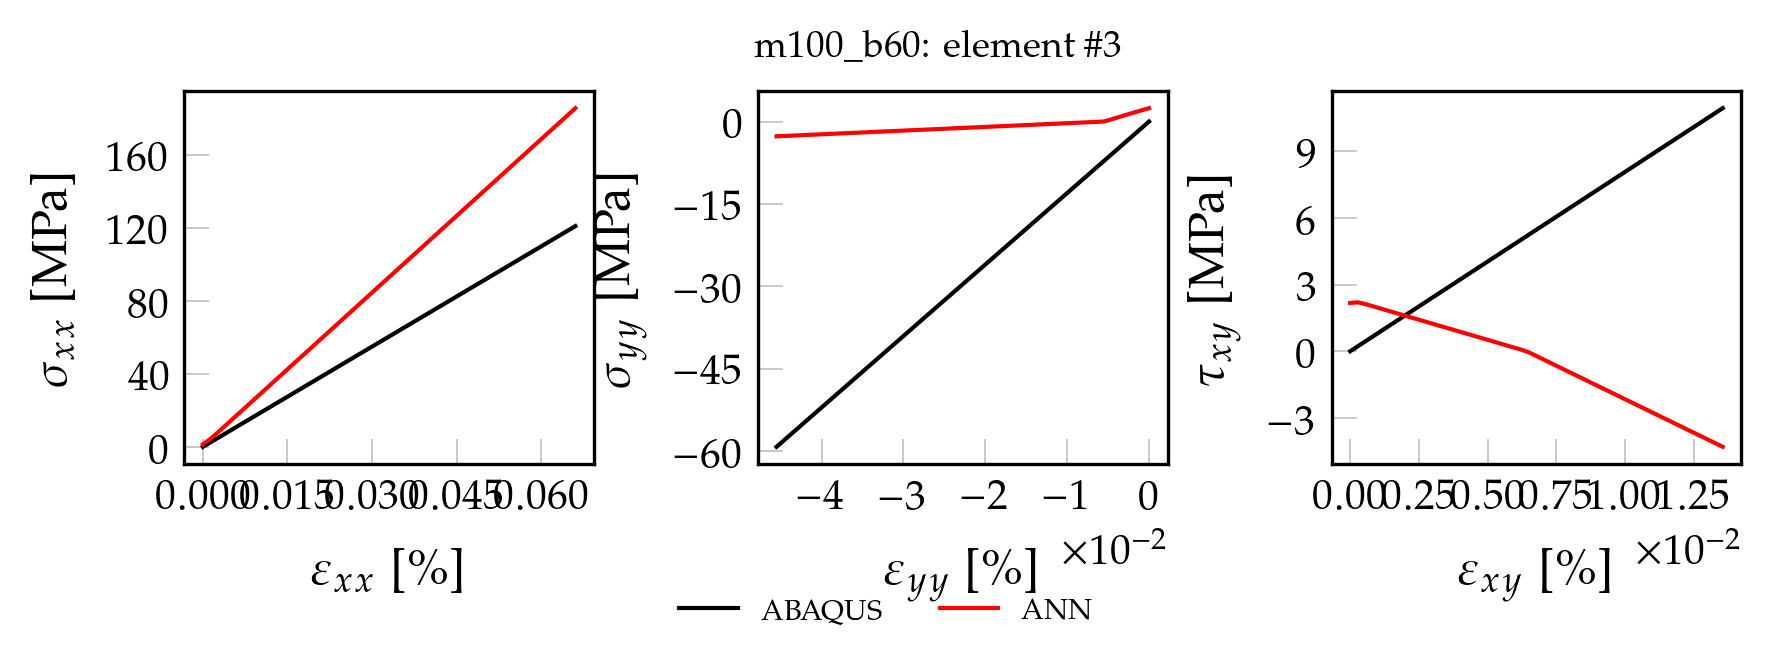 m100_b60: element #3
σxx [MPa]
160
120
80
40
0
0.000 0.015 0.030 0.045 0.060
εxx [%]
σyy [MPa]
0
−15
−30
−45
−60
−4 −3 −2 −1 0
×10−2
εyy [%]
τxy [MPa]
9
6
3
0
−3
0.00 0.25 0.50 0.75 1.00 1.25
×10−2
εxy [%]
ABAQUS ANN